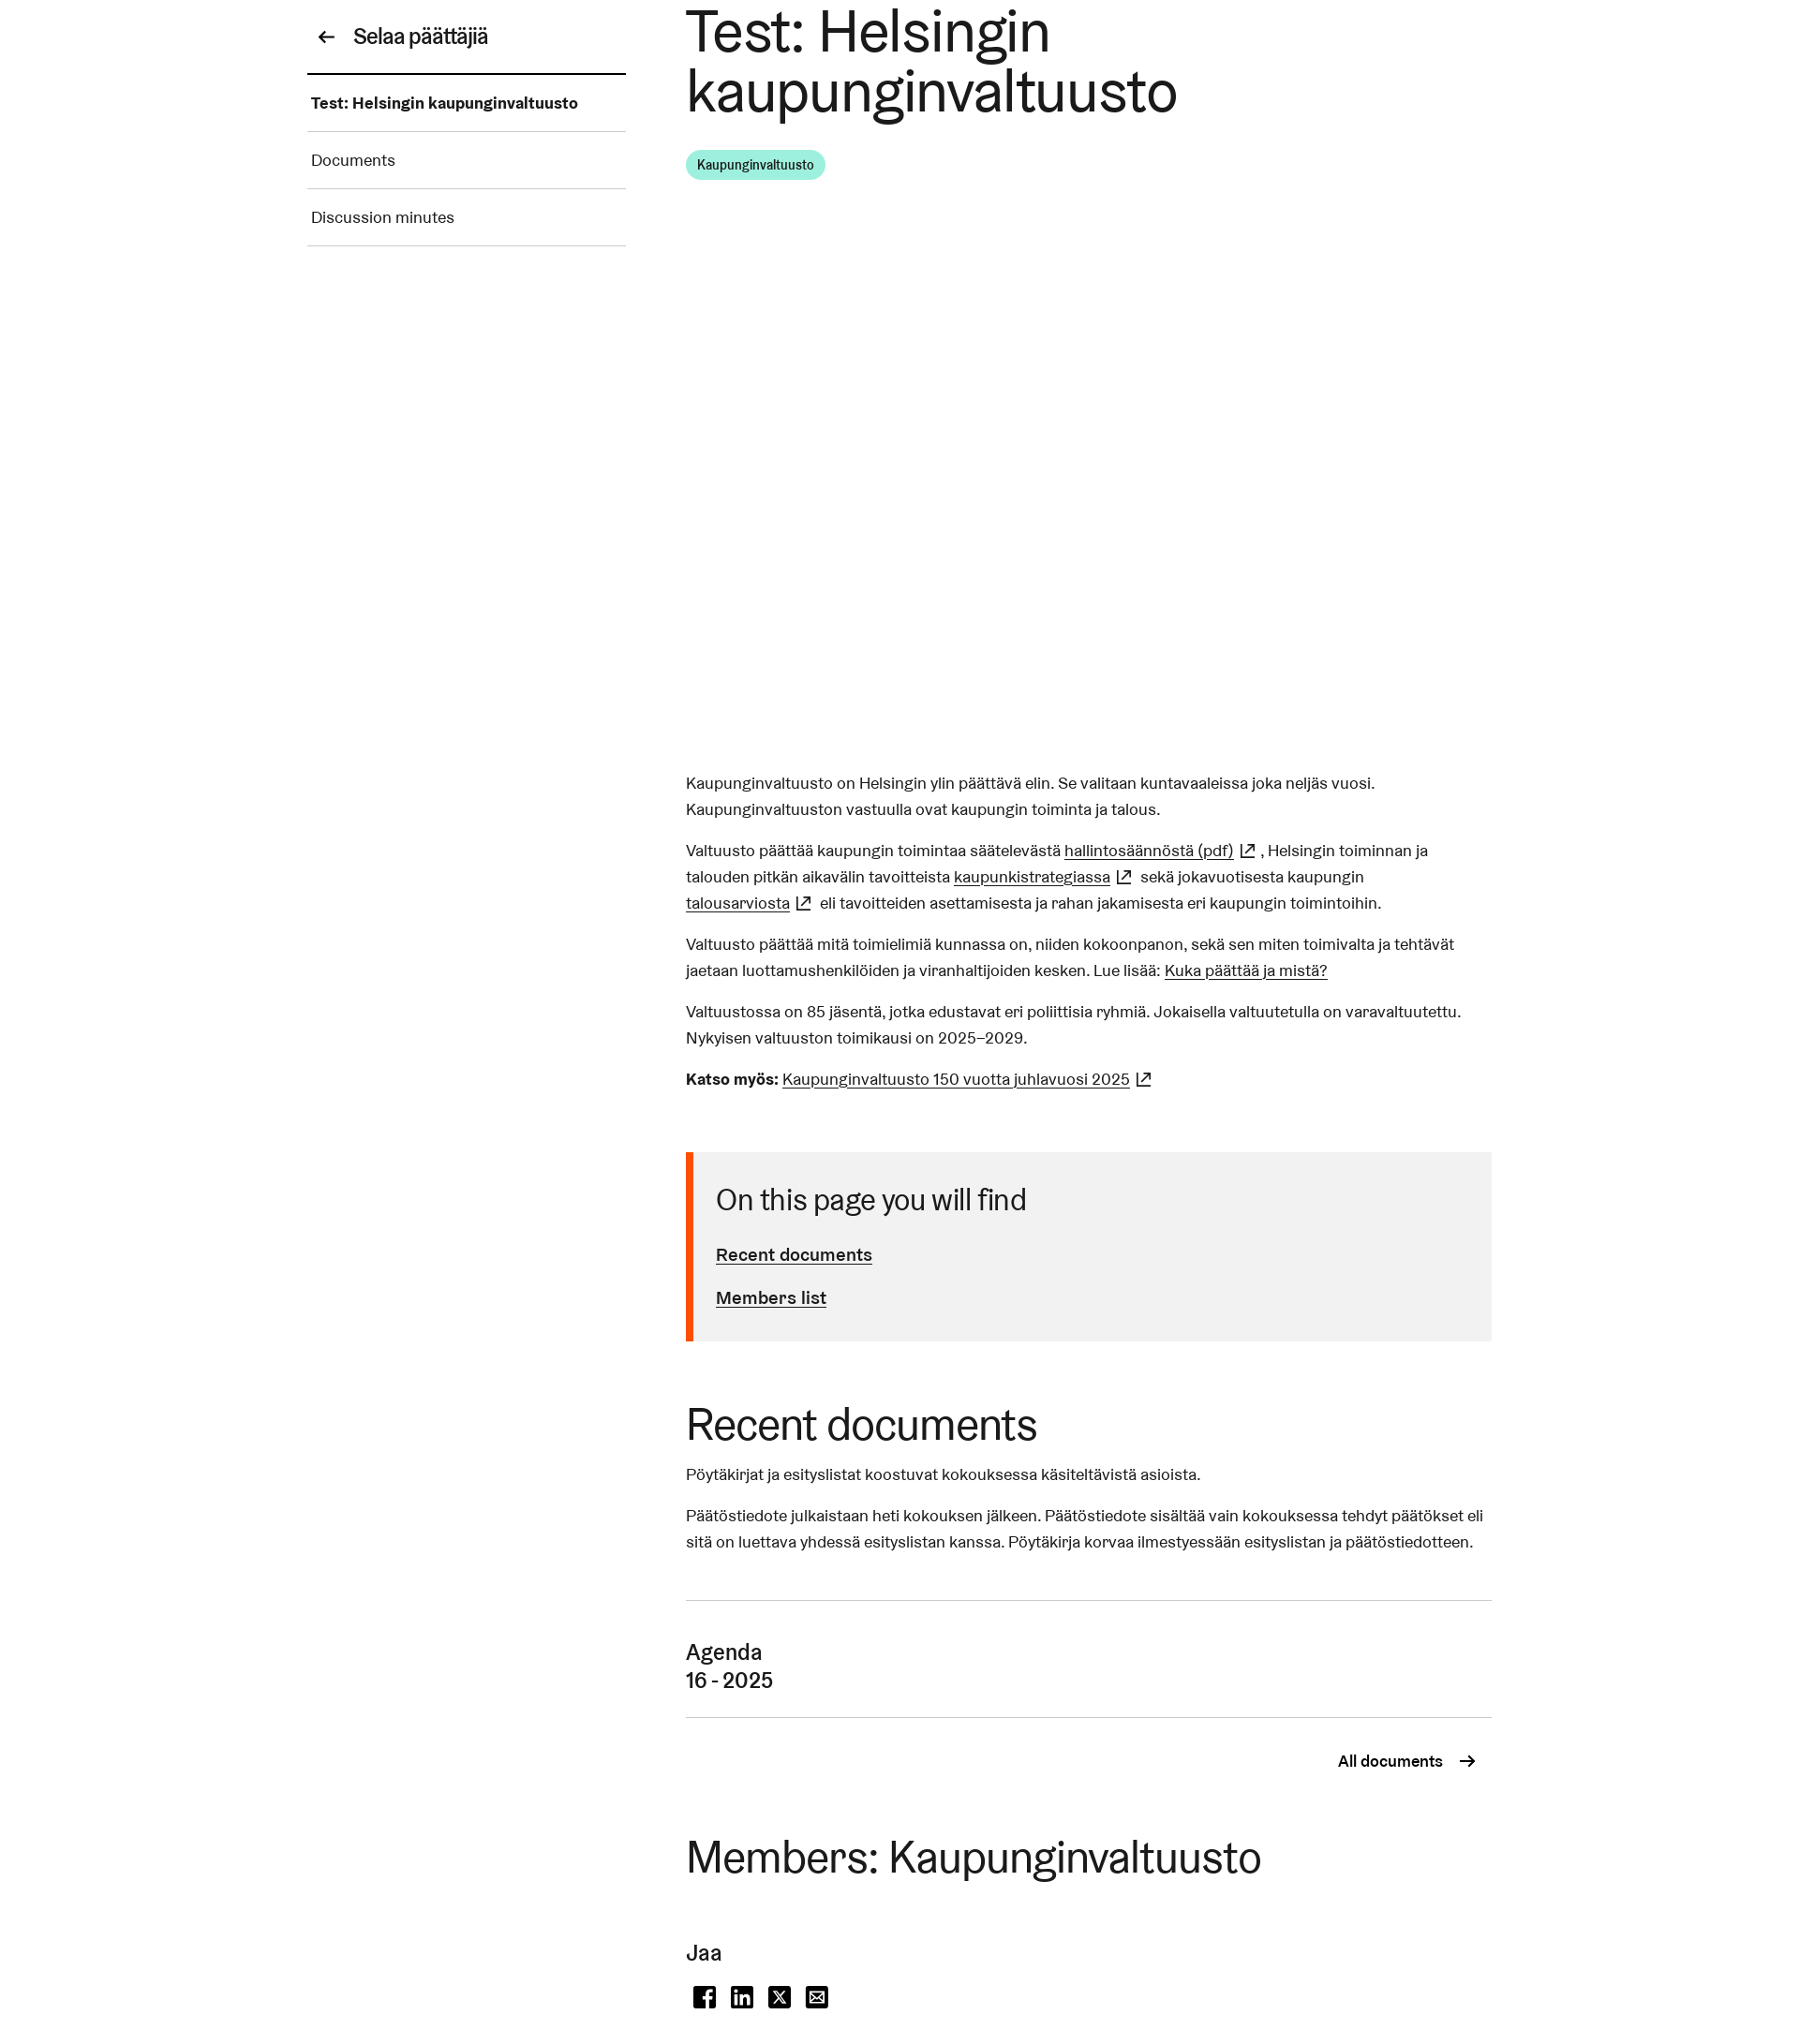 Selaa päättäjiä
Test: Helsingin kaupunginvaltuusto
Documents
Discussion minutes
Test: Helsingin
kaupunginvaltuusto
Kaupunginvaltuusto
Kaupunginvaltuusto on Helsingin ylin päättävä elin. Se valitaan kuntavaaleissa joka neljäs vuosi.
Kaupunginvaltuuston vastuulla ovat kaupungin toiminta ja talous.
Valtuusto päättää kaupungin toimintaa säätelevästä hallintosäännöstä (pdf) , Helsingin toiminnan ja
talouden pitkän aikavälin tavoitteista kaupunkistrategiassa sekä jokavuotisesta kaupungin
talousarviosta eli tavoitteiden asettamisesta ja rahan jakamisesta eri kaupungin toimintoihin.
Valtuusto päättää mitä toimielimiä kunnassa on, niiden kokoonpanon, sekä sen miten toimivalta ja tehtävät
jaetaan luottamushenkilöiden ja viranhaltijoiden kesken. Lue lisää: Kuka päättää ja mistä?
Valtuustossa on 85 jäsentä, jotka edustavat eri poliittisia ryhmiä. Jokaisella valtuutetulla on varavaltuutettu.
Nykyisen valtuuston toimikausi on 2025–2029.
Katso myös: Kaupunginvaltuusto 150 vuotta juhlavuosi 2025
On this page you will find
Recent documents
Members list
Recent documents
Pöytäkirjat ja esityslistat koostuvat kokouksessa käsiteltävistä asioista.
Päätöstiedote julkaistaan heti kokouksen jälkeen. Päätöstiedote sisältää vain kokouksessa tehdyt päätökset eli
sitä on luettava yhdessä esityslistan kanssa. Pöytäkirja korvaa ilmestyessään esityslistan ja päätöstiedotteen.
Agenda
16 - 2025
All documents
Members: Kaupunginvaltuusto
Jaa